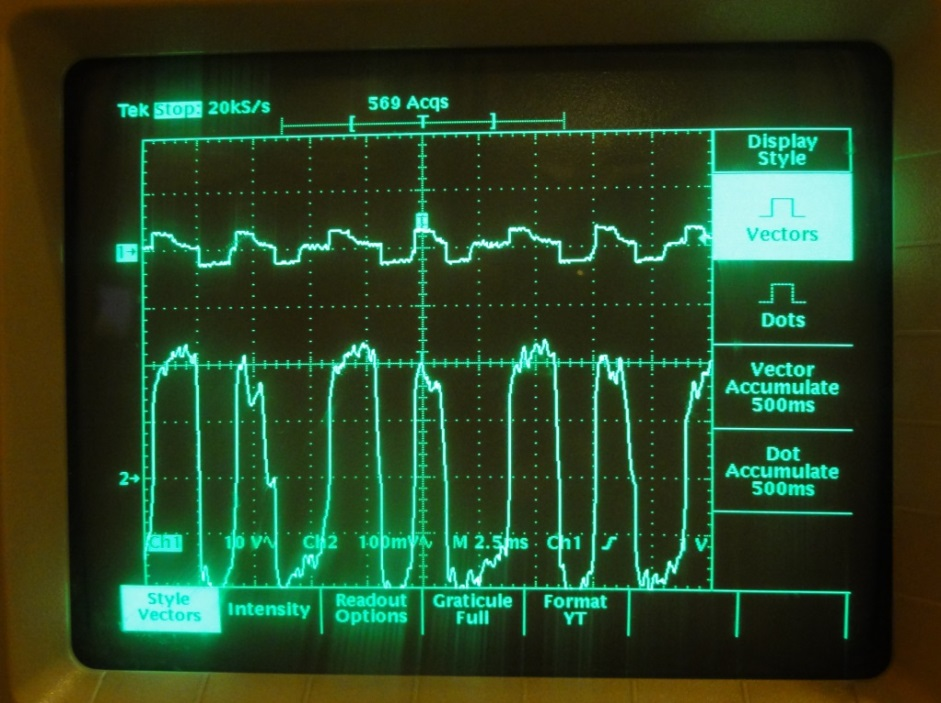 Tek Stop: 20kS/s
569 Acqs
[ T ]
T
1→
2→
Ch1 10 V∿ Ch2 100mV∿ M 2.5ms Ch1 V
Display
Style
Vectors
Dots
Vector
Accumulate
500ms
Dot
Accumulate
500ms
Style
Vectors
Intensity
Readout
Options
Graticule
Full
Format
YT